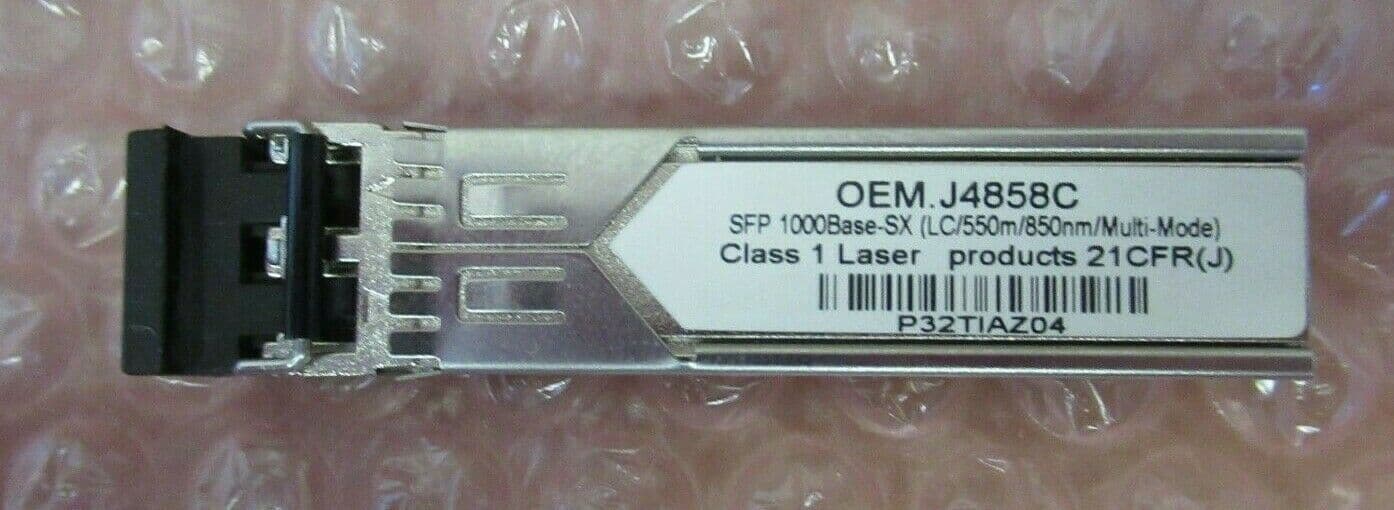 OEM.J4858C
SFP 1000Base-SX (LC/550m/850nm/Multi-Mode)
Class 1 Laser products 21CFR(J)
P32TIAZ04